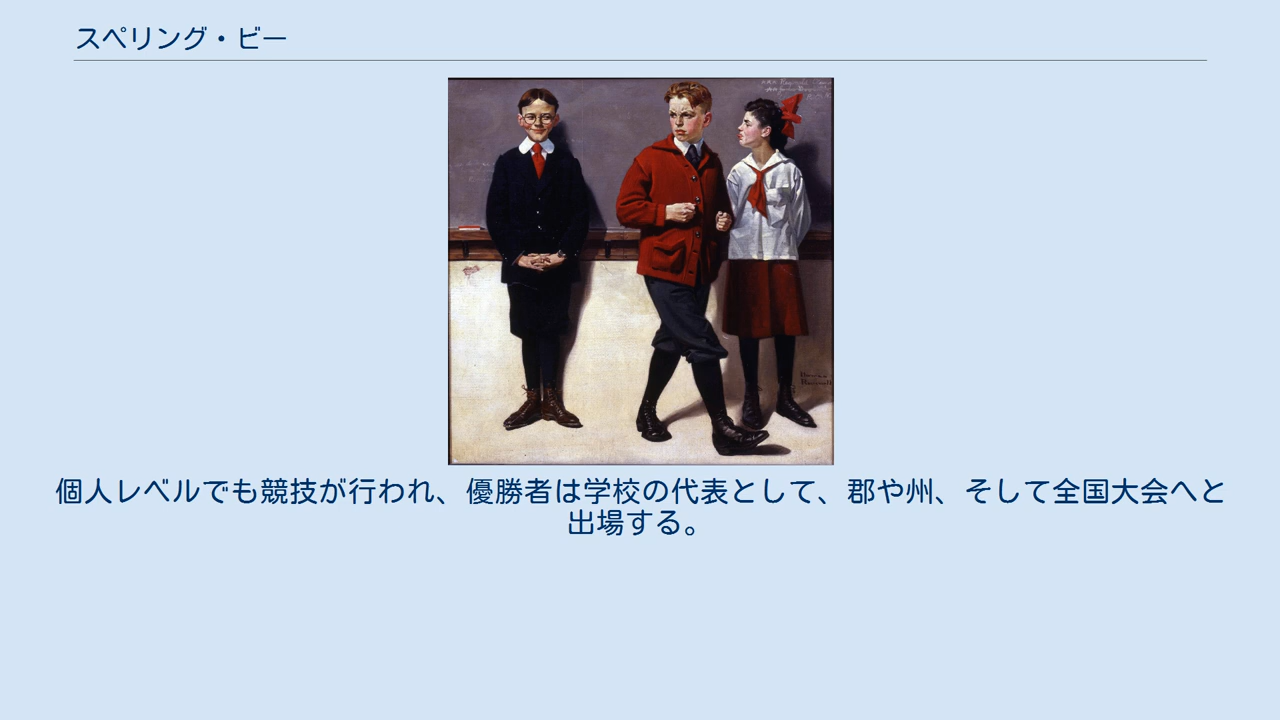 スペリング・ビー
個人レベルでも競技が行われ、優勝者は学校の代表として、郡や州、そして全国大会へと
出場する。